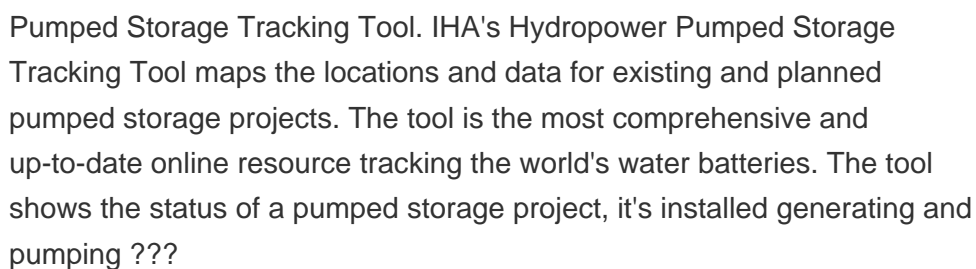 Pumped Storage Tracking Tool. IHA's Hydropower Pumped Storage
Tracking Tool maps the locations and data for existing and planned
pumped storage projects. The tool is the most comprehensive and
up-to-date online resource tracking the world's water batteries. The tool
shows the status of a pumped storage project, it's installed generating and
pumping ???